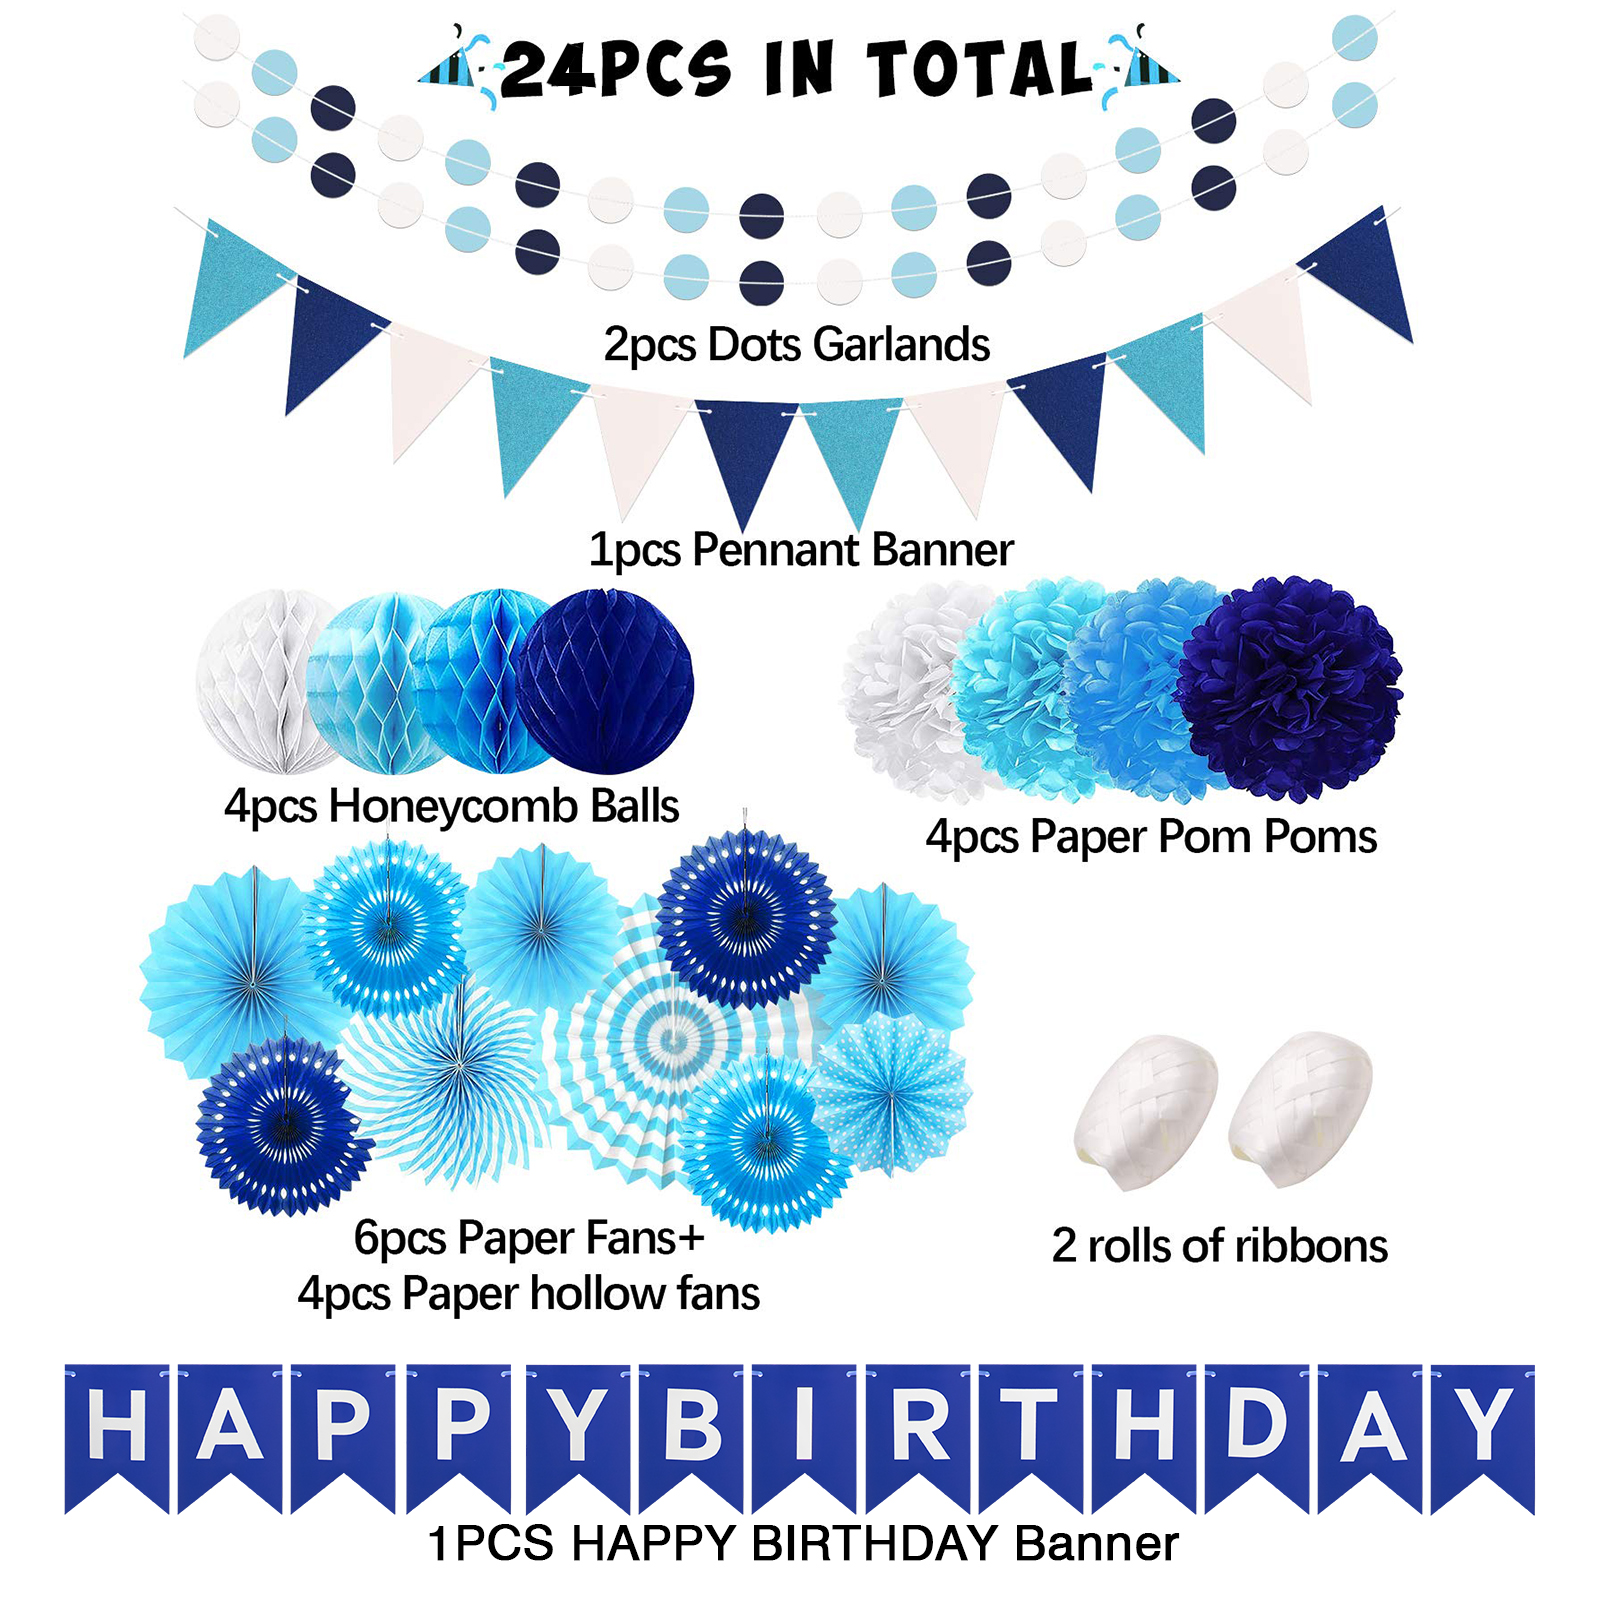 24PCS IN TOTAL
2pcs Dots Garlands
1pcs Pennant Banner
4pcs Honeycomb Balls
4pcs Paper Pom Poms
6pcs Paper Fans+
4pcs Paper hollow fans
2 rolls of ribbons
HAPPYBIRTHDAY
1PCS HAPPY BIRTHDAY Banner